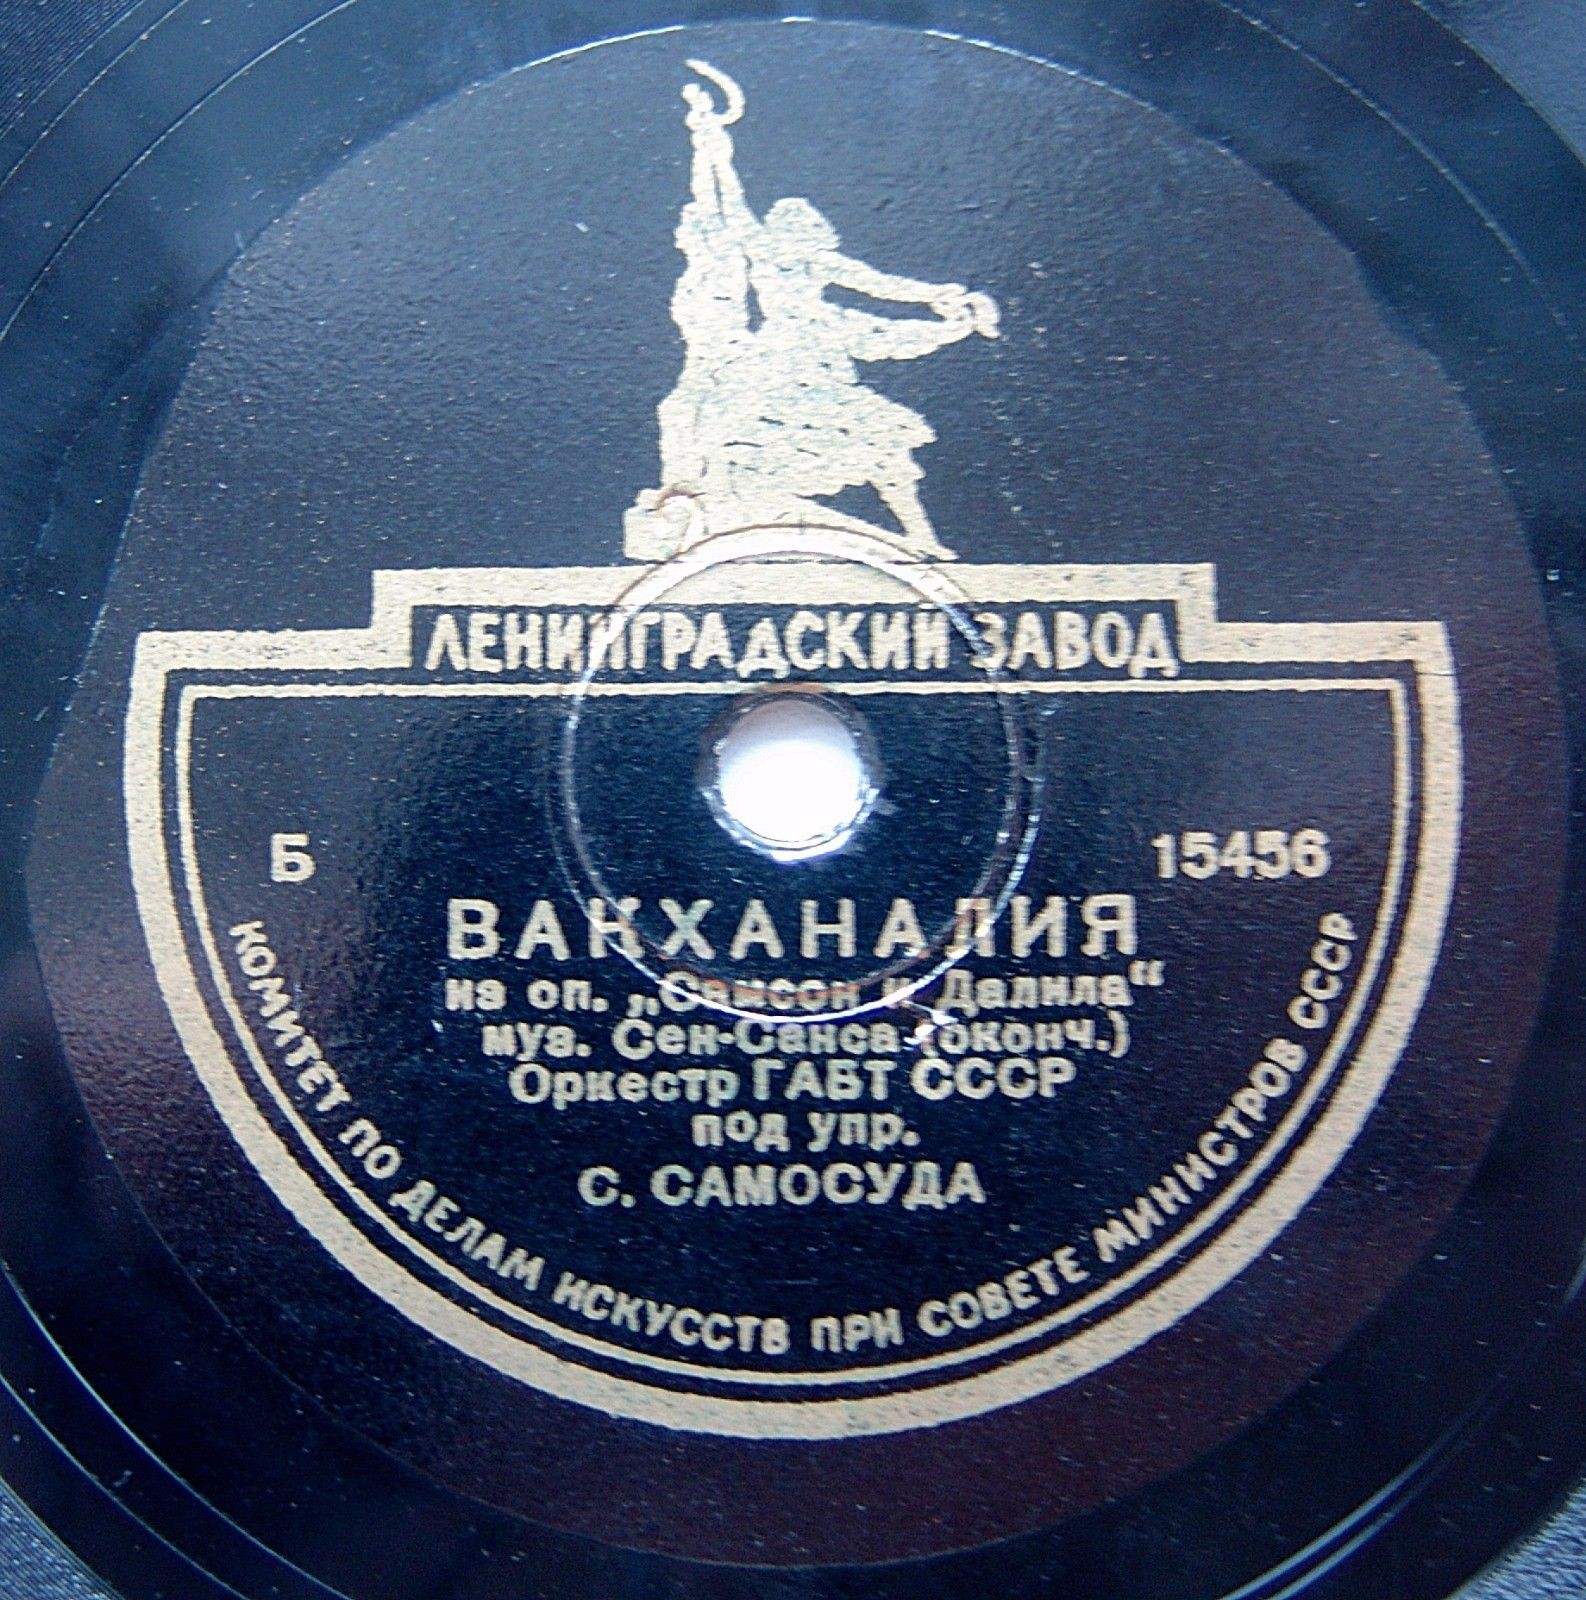 ЛЕНИНГРАДСКИЙ ЗАВОД
Б 15456
ВАКХАНАЛИЯ
из оп. „Самсон и Далила“
муз. Сен-Санса (оконч.)
Оркестр ГАБТ СССР
под упр.
С. САМОСУДА
КОМИТЕТ ПО ДЕЛАМ ИСКУССТВ ПРИ СОВЕТЕ МИНИСТРОВ СССР